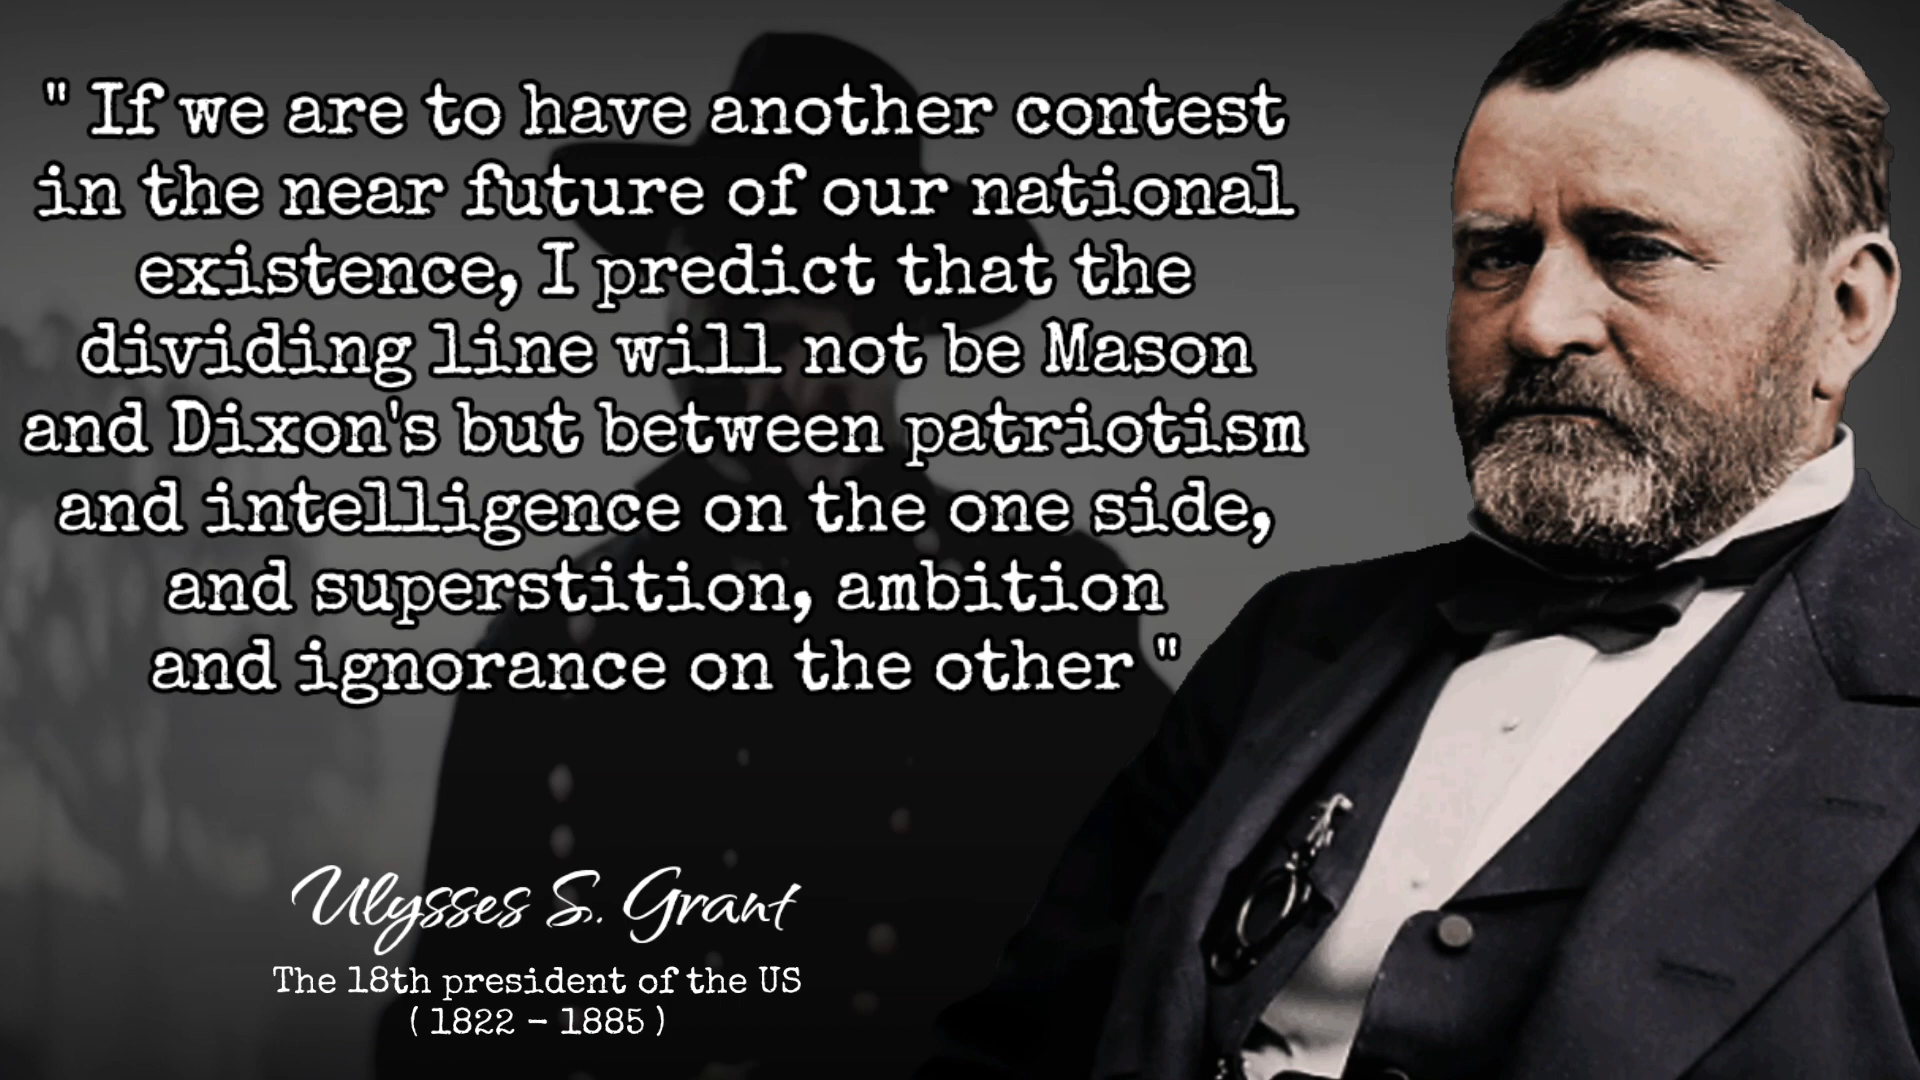 " If we are to have another contest
in the near future of our national
existence, I predict that the
dividing line will not be Mason
and Dixon's but between patriotism
and intelligence on the one side,
and superstition, ambition
and ignorance on the other "
Ulysses S. Grant
The 18th president of the US
( 1822 - 1885 )